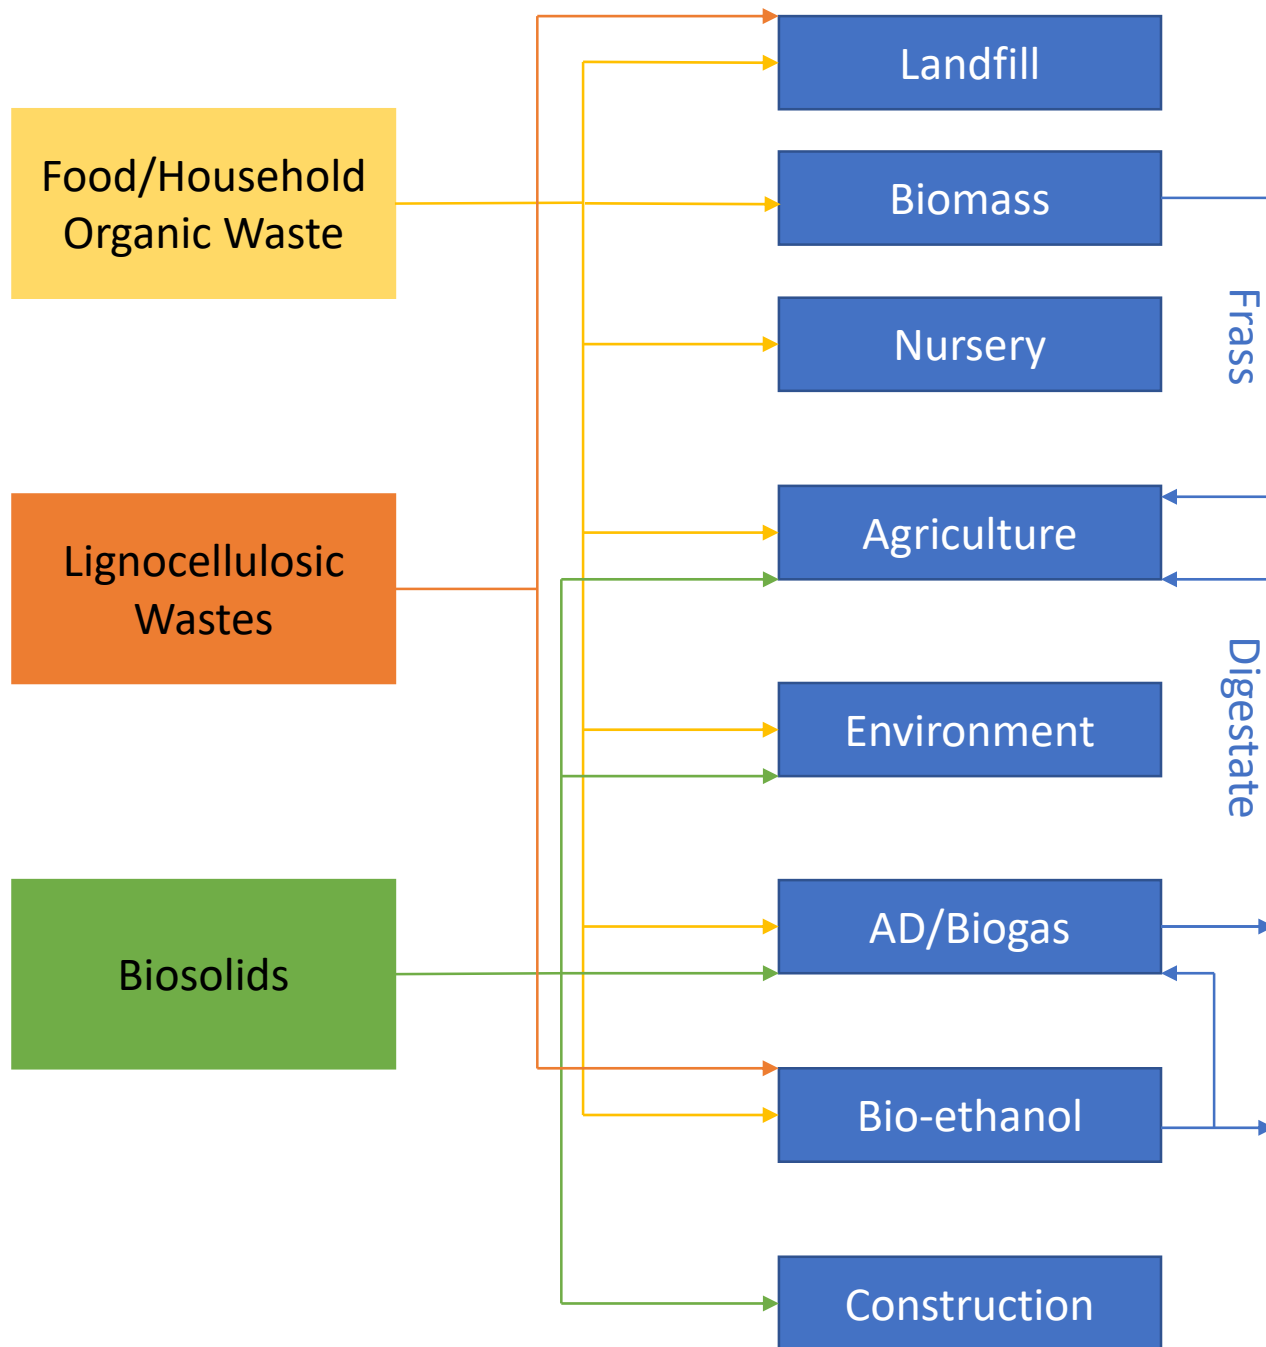 Food/Household
Organic Waste
Lignocellulosic
Wastes
Biosolids
Landfill
Biomass
Nursery
Agriculture
Environment
AD/Biogas
Bio-ethanol
Construction
Frass
Digestate